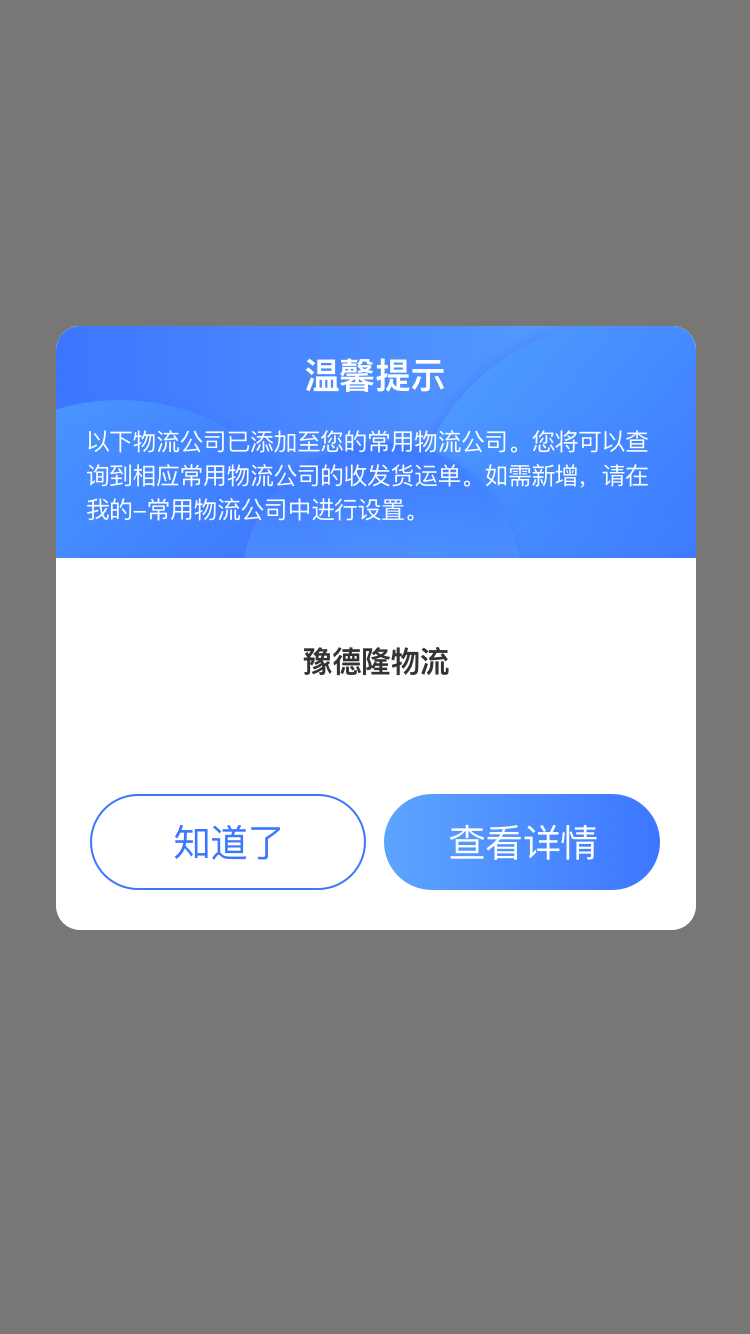 温馨提示
以下物流公司已添加至您的常用物流公司。您将可以查
询到相应常用物流公司的收发货运单。如需新增，请在
我的–常用物流公司中进行设置。
豫德隆物流
知道了
查看详情